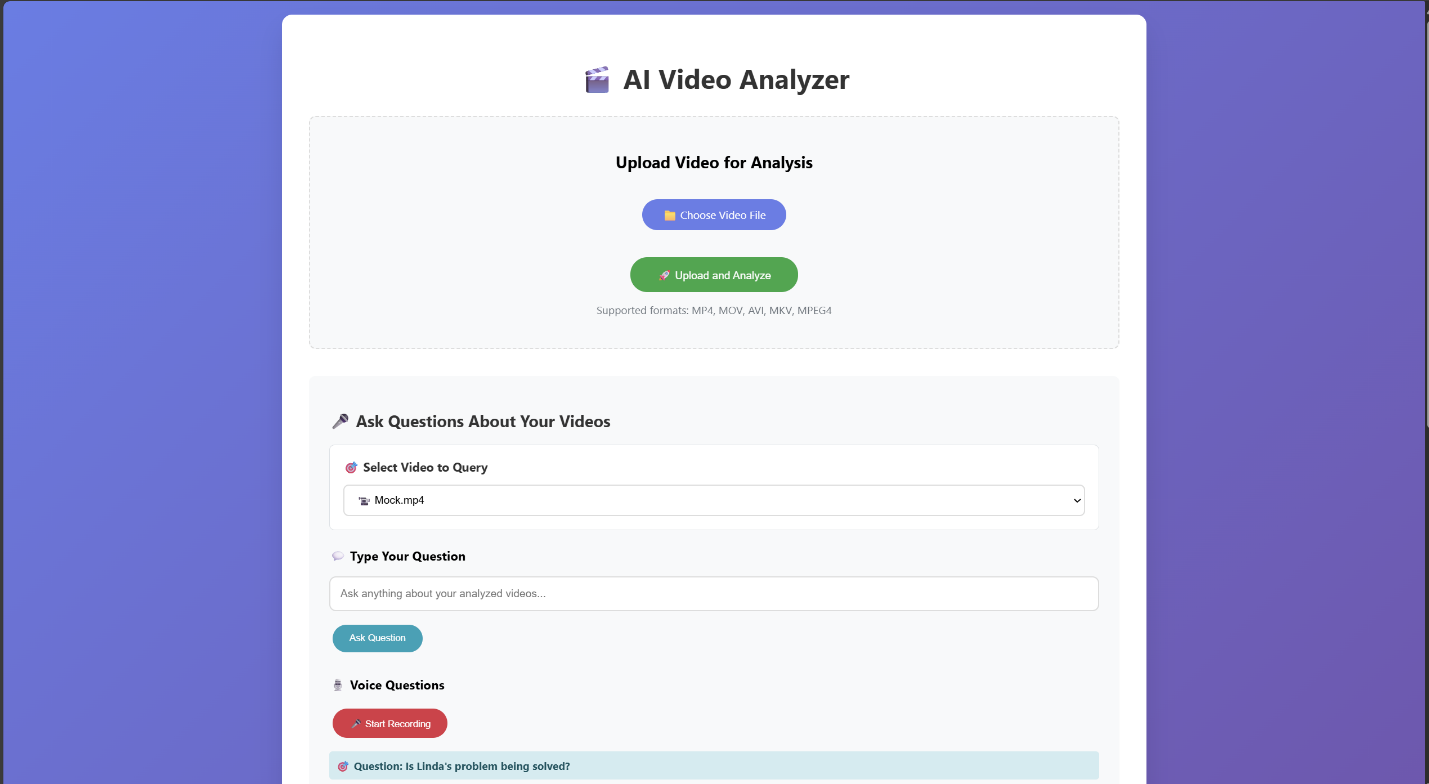 AI Video Analyzer
Upload Video for Analysis
Choose Video File
Upload and Analyze
Supported formats: MP4, MOV, AVI, MKV, MPEG4
Ask Questions About Your Videos
Select Video to Query
Mock.mp4
Type Your Question
Ask anything about your analyzed videos...
Ask Question
Voice Questions
Start Recording
Question: Is Linda's problem being solved?